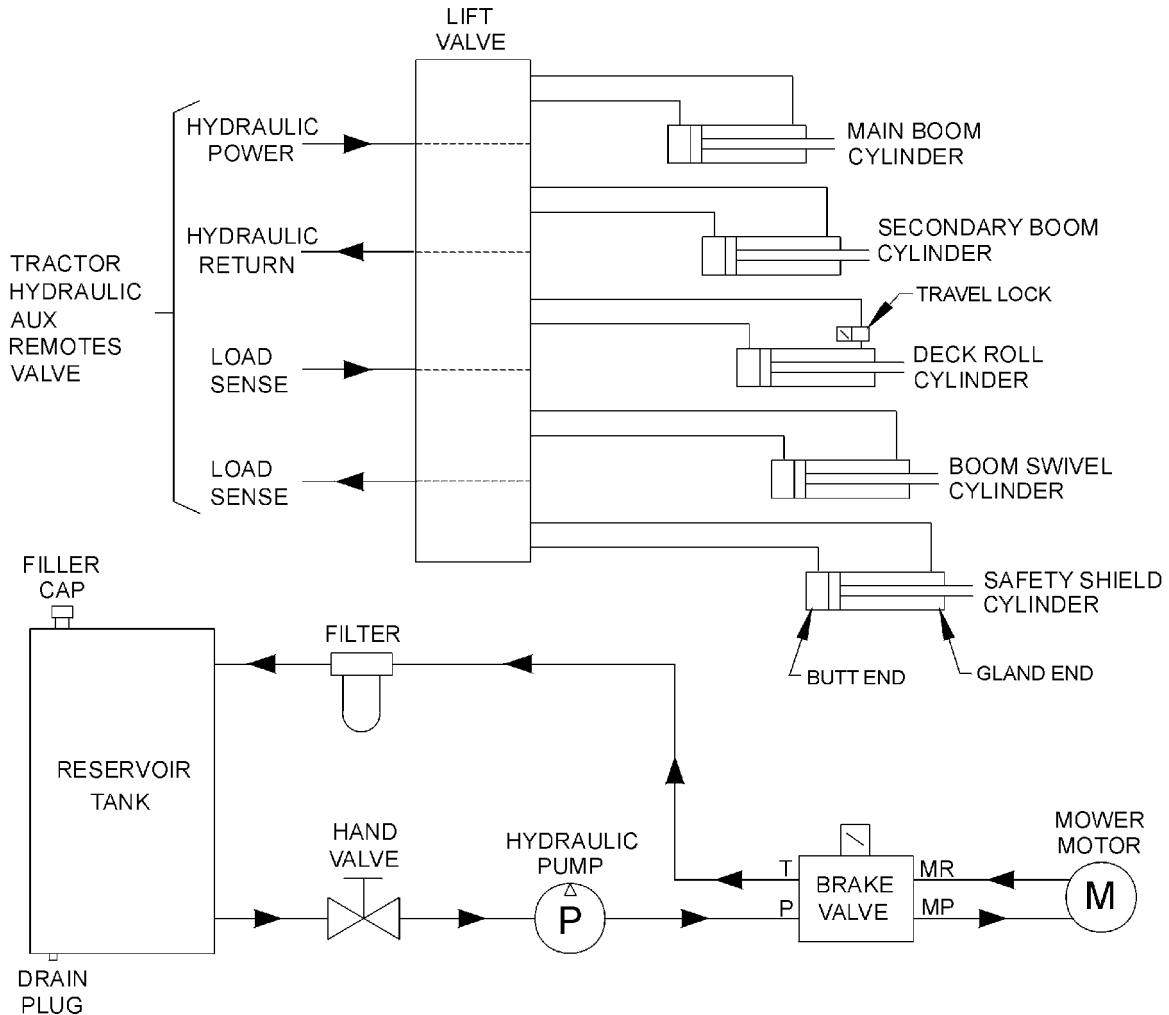 LIFT
VALVE
HYDRAULIC
POWER
MAIN BOOM
CYLINDER
HYDRAULIC
RETURN
SECONDARY BOOM
CYLINDER
TRACTOR
HYDRAULIC
AUX
REMOTES
VALVE
TRAVEL LOCK
LOAD
SENSE
DECK ROLL
CYLINDER
LOAD
SENSE
BOOM SWIVEL
CYLINDER
SAFETY SHIELD
CYLINDER
BUTT END
GLAND END
FILLER
CAP
FILTER
RESERVOIR
TANK
HAND
VALVE
HYDRAULIC
PUMP
P
T
P
BRAKE
VALVE
MR
MP
MOWER
MOTOR
M
DRAIN
PLUG